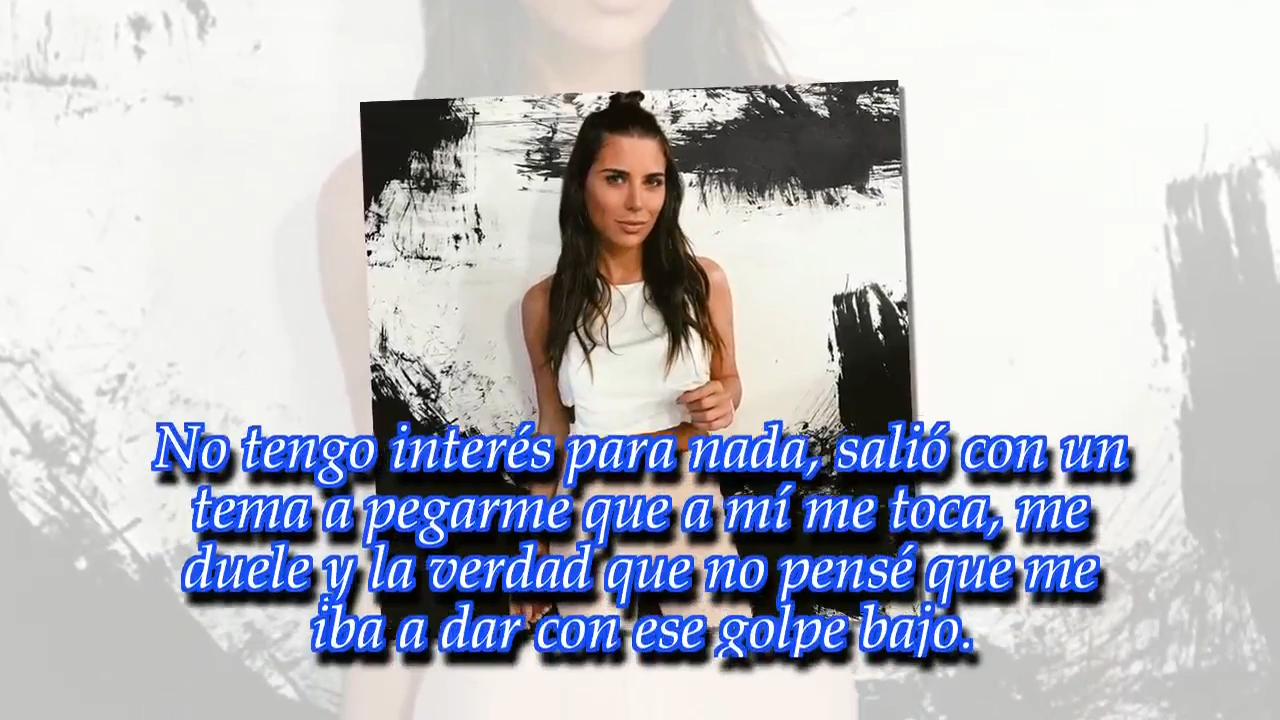 No tengo interés para nada, salió con un
tema a pegarme que a mí me toca, me
duele y la verdad que no pensé que me
iba a dar con ese golpe bajo.